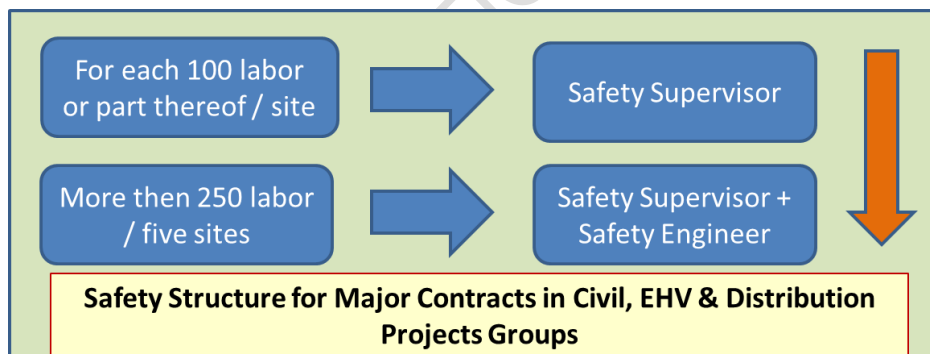 For each 100 labor
or part thereof / site
Safety Supervisor
More then 250 labor
/ five sites
Safety Supervisor +
Safety Engineer
Safety Structure for Major Contracts in Civil, EHV & Distribution
Projects Groups